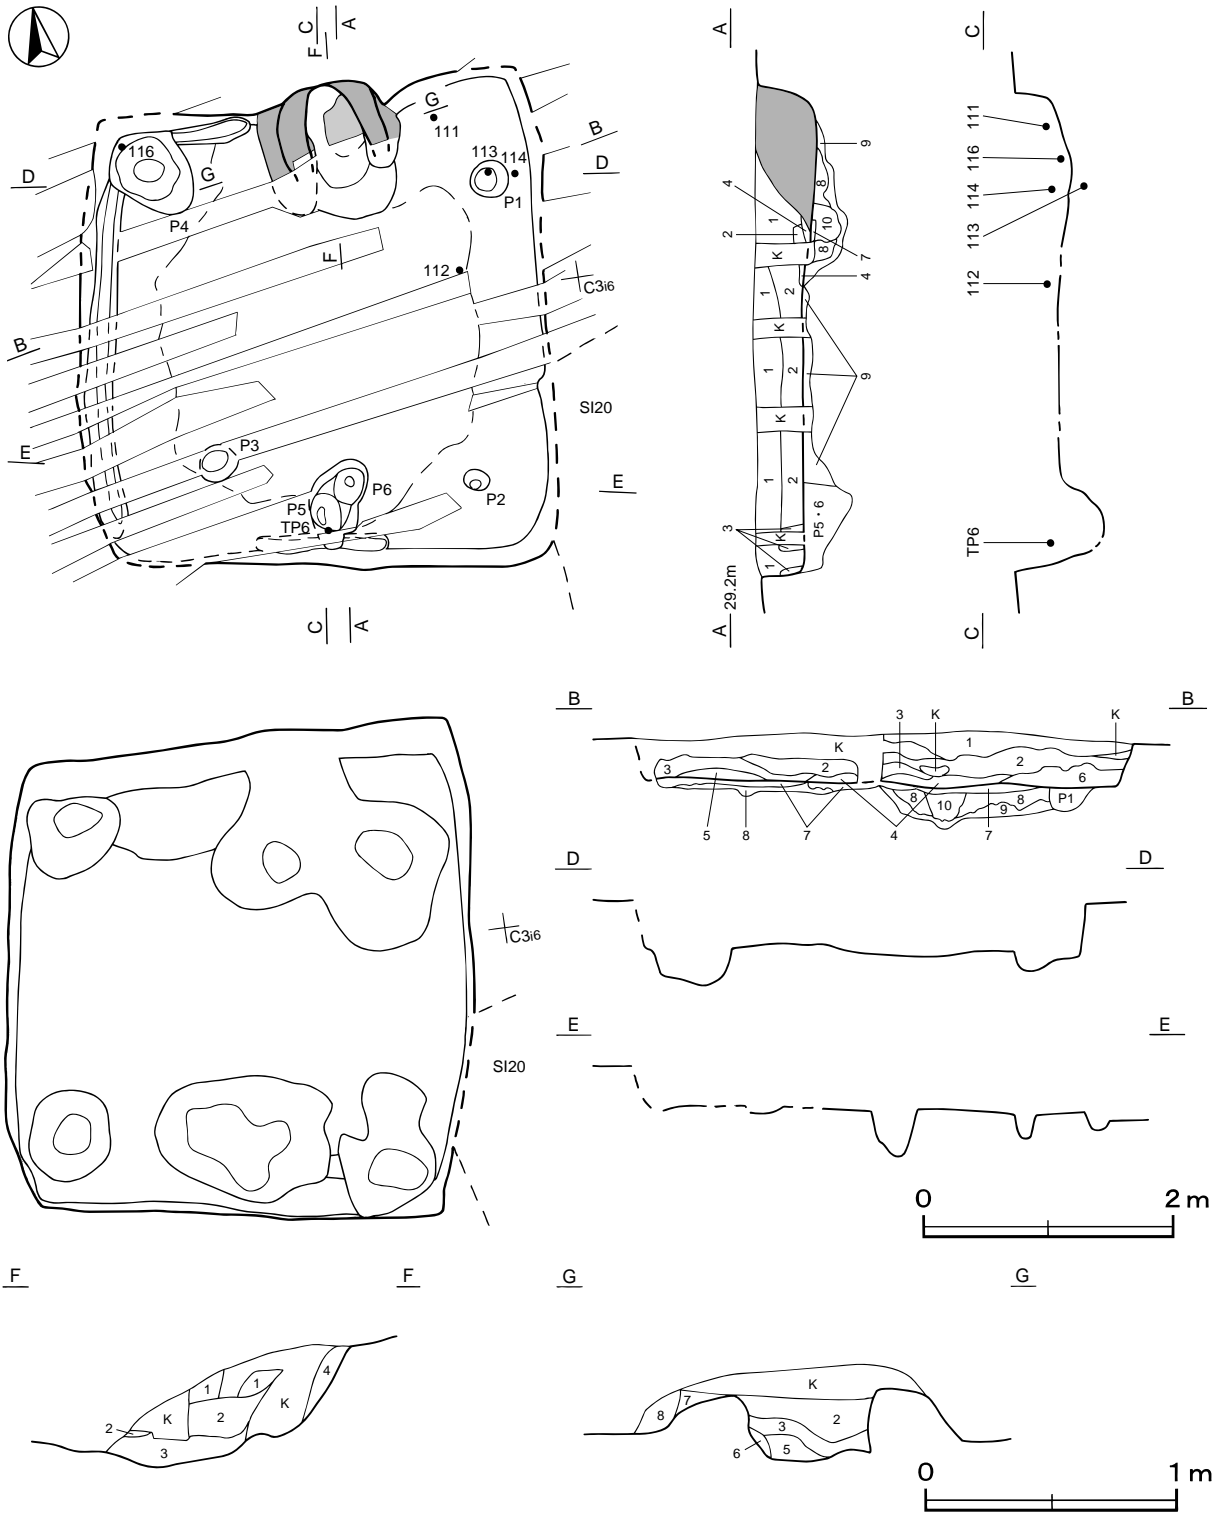 C A
F
G
111
B
D
116
113 114
D
G
P1
P4
F
112
C3i6
B
SI20
E
P3
P6
P2
E
P5
TP6
C A
A
9
4
8
1
10
2
8
7
K
4
1 2
K
1 2
9
K
1 2
P5・6
3
K
1
29.2m
A
C
111
116
114
113
112
TP6
C
B B
3 K K
K 1
3 2 2
6
5 8 7 4 8 10 9 8 7 P1
D D
C3i6
E E
SI20
0 2 m
F F G G
4
1 1
K K
2 2
3
K
7
8
2
3
6 5
0 1 m